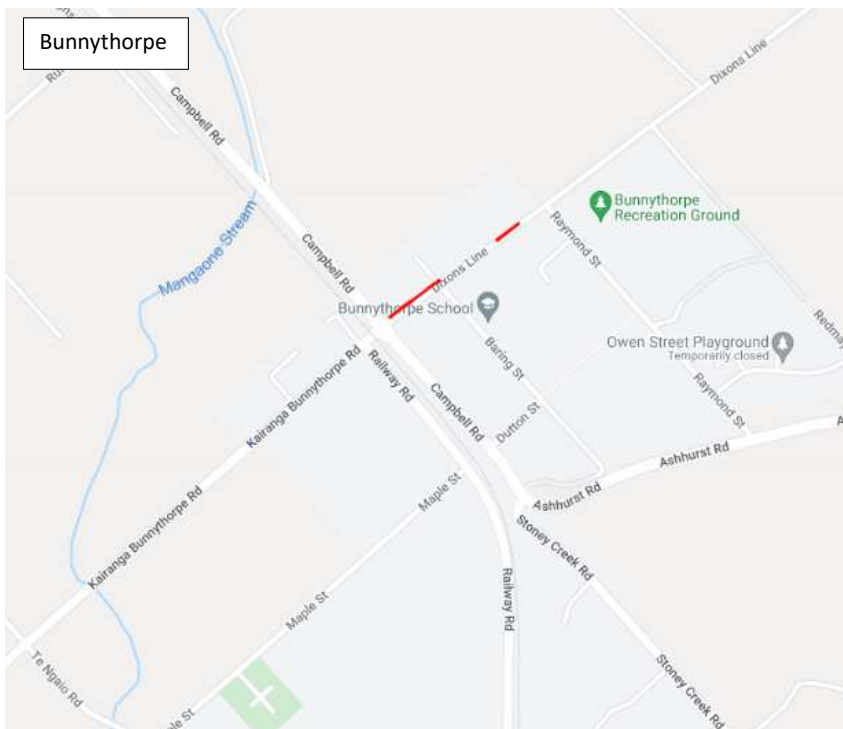 Bunnythorpe
Campbell Rd
Dixons Line
Mangaone Stream
Campbell Rd
Bunnythorpe
Recreation Ground
Raymond St
Dixons Line
Bunnythorpe School
Baring St
Owen Street Playground
Temporarily closed
Kairanga Bunnythorpe Rd
Railway Rd
Campbell Rd
Dutton St
Raymond St
Ashhurst Rd
Ashhurst Rd
Maple St
Kairanga Bunnythorpe Rd
Stoney Creek Rd
Railway Rd
Maple St
Te Ngaio Rd
Stoney Creek Rd